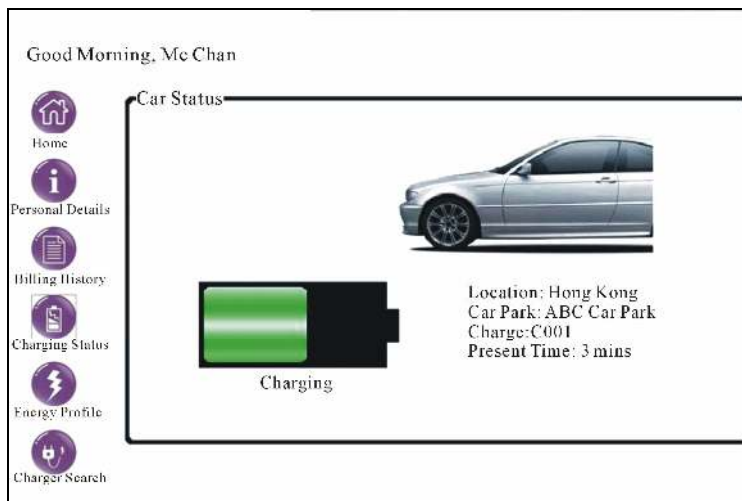 Good Morning, Mc Chan
Car Status
Home
Personal Details
Billing History
Charging Status
Energy Profile
Charger Search
Location: Hong Kong
Car Park: ABC Car Park
Charge:C001
Present Time: 3 mins
Charging